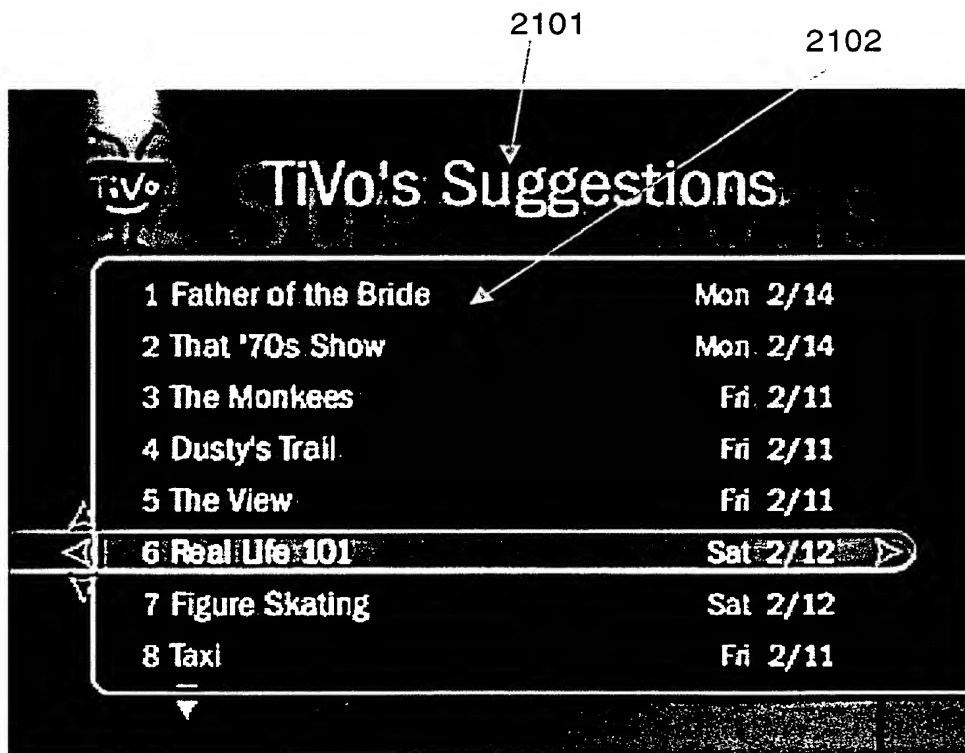 2101
2102
TiVo
TiVo's Suggestions
1 Father of the Bride Mon 2/14
2 That '70s Show Mon 2/14
3 The Monkees Fri 2/11
4 Dusty's Trail Fri 2/11
5 The View Fri 2/11
6 Real Life 101 Sat 2/12
7 Figure Skating Sat 2/12
8 Taxi Fri 2/11